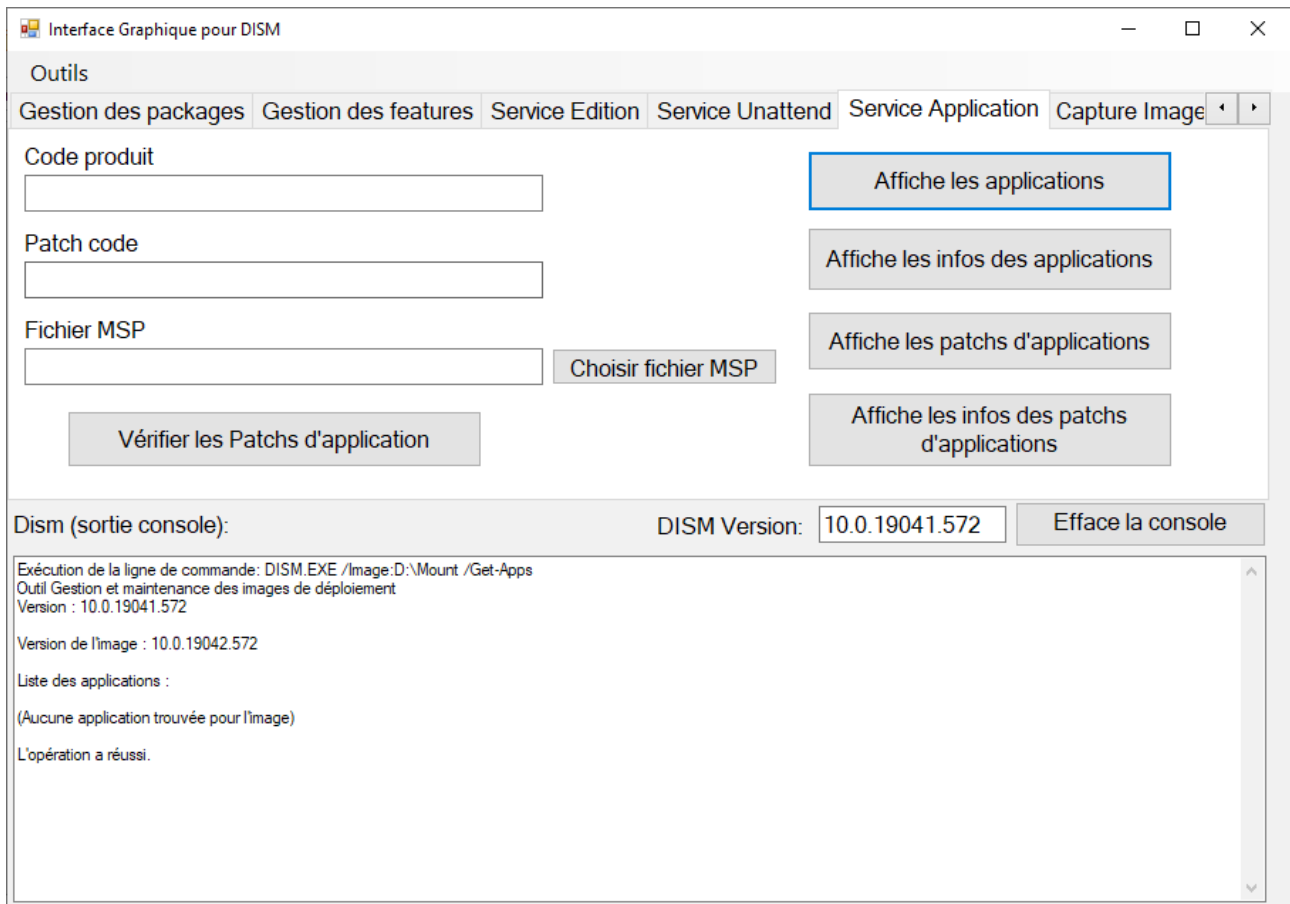 Interface Graphique pour DISM
Outils
Gestion des packages Gestion des features Service Edition Service Unattend Service Application Capture Image
Code produit
Affiche les applications
Patch code
Affiche les infos des applications
Fichier MSP
Choisir fichier MSP
Affiche les patchs d'applications
Vérifier les Patchs d'application
Affiche les infos des patchs
d'applications
Dism (sortie console):
DISM Version: 10.0.19041.572
Efface la console
Exécution de la ligne de commande: DISM.EXE /Image:D:\Mount /Get-Apps
Outil Gestion et maintenance des images de déploiement
Version : 10.0.19041.572
Version de l'image : 10.0.19042.572
Liste des applications :
(Aucune application trouvée pour l'image)
L'opération a réussi.